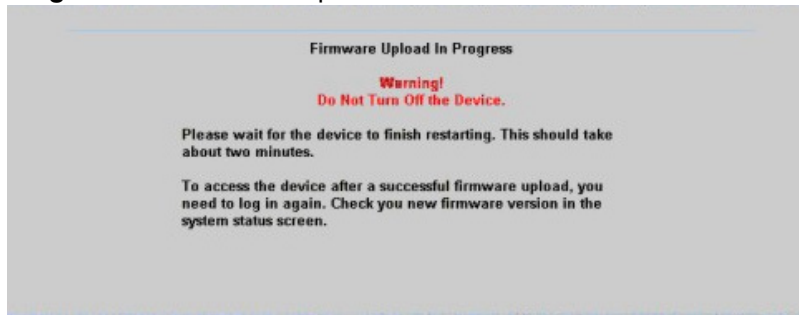 Firmware Upload In Progress
Warning!
Do Not Turn Off the Device.
Please wait for the device to finish restarting. This should take
about two minutes.
To access the device after a successful firmware upload, you
need to log in again. Check you new firmware version in the
system status screen.